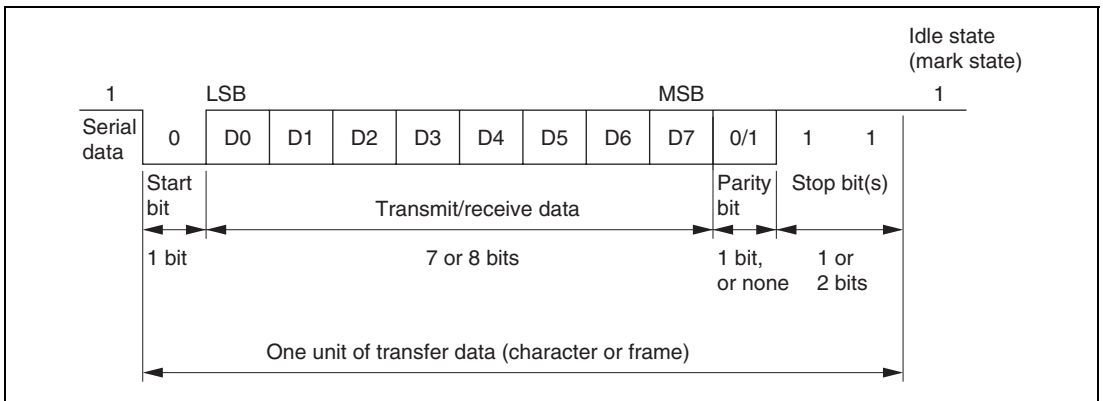 Idle state
(mark state)
1 LSB MSB 1
Serial
data
0 D0 D1 D2 D3 D4 D5 D6 D7 0/1 1 1
Start
bit
Transmit/receive data
Parity
bit
Stop bit(s)
1 bit
7 or 8 bits
1 bit,
or none
1 or
2 bits
One unit of transfer data (character or frame)